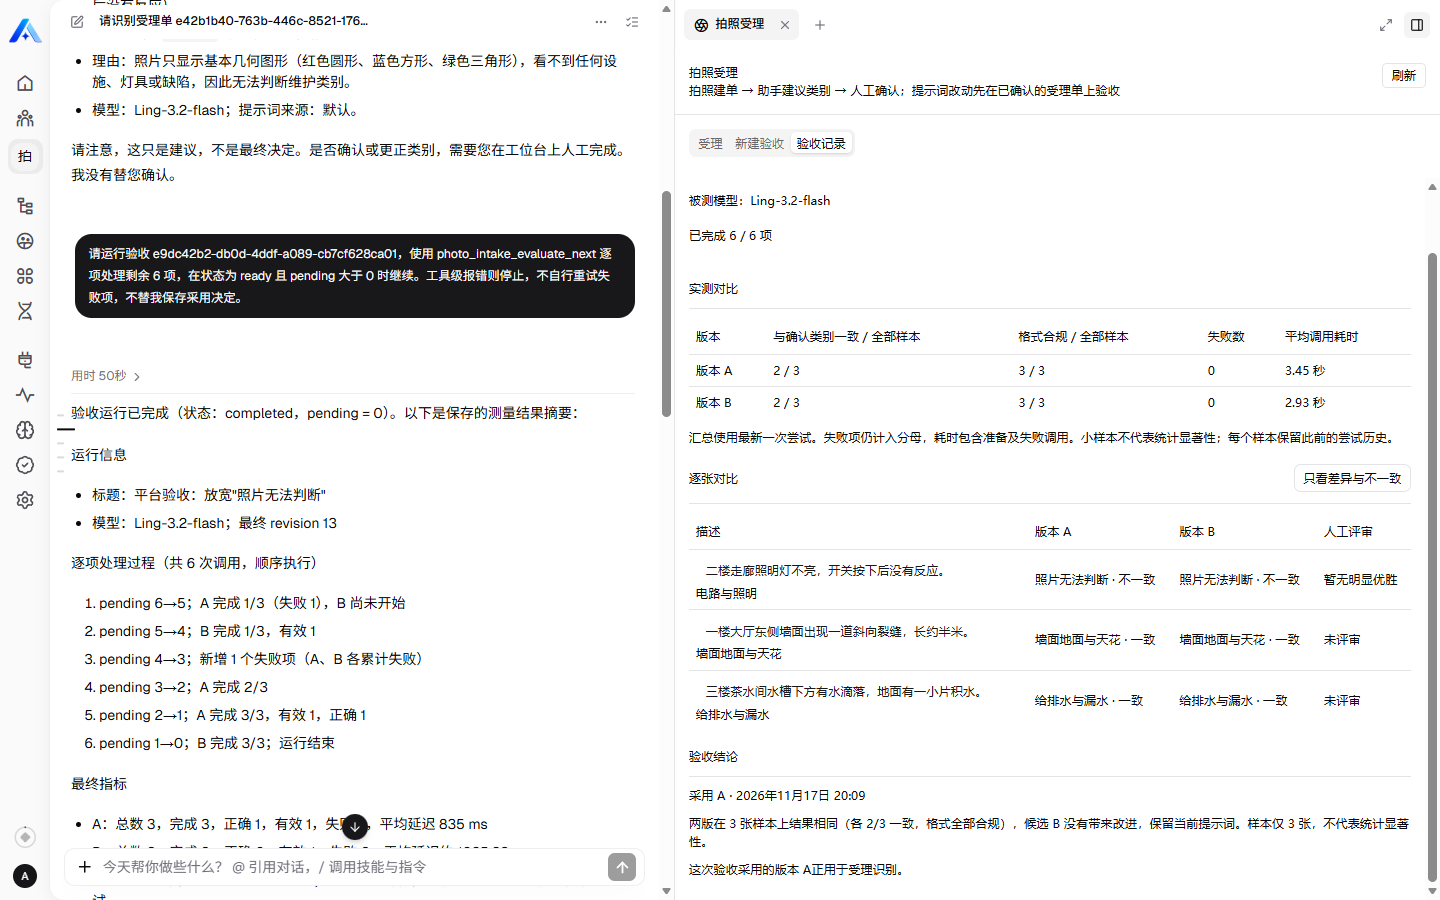 请识别受理单 e42b1b40-763b-446c-8521-176...
理由：照片只显示基本几何图形（红色圆形、蓝色方形、绿色三角形），看不到任何设
施、灯具或缺陷，因此无法判断维护类别。
模型：Ling-3.2-flash；提示词来源：默认。
请注意，这只是建议，不是最终决定。是否确认或更正类别，需要您在工位台上人工完成。
我没有替您确认。
请运行验收 e9dc42b2-db0d-4ddf-a089-cb7cf628ca01，使用 photo_intake_evaluate_next 逐
项处理剩余 6 项，在状态为 ready 且 pending 大于 0 时继续。工具级报错则停止，不自行重试失
败项，不替我保存采用决定。
用时 50秒
验收运行已完成（状态：completed，pending = 0）。以下是保存的测量结果摘要：
运行信息
标题：平台验收：放宽"照片无法判断"
模型：Ling-3.2-flash；最终 revision 13
逐项处理过程（共 6 次调用，顺序执行）
1. pending 6→5；A 完成 1/3（失败 1），B 尚未开始
2. pending 5→4；B 完成 1/3，有效 1
3. pending 4→3；新增 1 个失败项（A、B 各累计失败）
4. pending 3→2；A 完成 2/3
5. pending 2→1；A 完成 3/3，有效 1，正确 1
6. pending 1→0；B 完成 3/3；运行结束
最终指标
A：总数 3，完成 3，正确 1，有效 1，失
，平均延迟 835 ms
今天帮你做些什么？ @ 引用对话，/ 调用技能与指令
拍
A
拍照受理
拍照受理
拍照建单 → 助手建议类别 → 人工确认；提示词改动先在已确认的受理单上验收
刷新
受理 新建验收 验收记录
被测模型：Ling-3.2-flash
已完成 6 / 6 项
实测对比
版本 与确认类别一致 / 全部样本 格式合规 / 全部样本 失败数 平均调用耗时
版本 A 2 / 3 3 / 3 0 3.45 秒
版本 B 2 / 3 3 / 3 0 2.93 秒
汇总使用最新一次尝试。失败项仍计入分母，耗时包含准备及失败调用。小样本不代表统计显著性；每个样本保留此前的尝试历史。
逐张对比
只看差异与不一致
描述 版本 A 版本 B 人工评审
二楼走廊照明灯不亮，开关按下后没有反应。
电路与照明
照片无法判断 · 不一致 照片无法判断 · 不一致 暂无明显优胜
一楼大厅东侧墙面出现一道斜向裂缝，长约半米。
墙面地面与天花
墙面地面与天花 · 一致 墙面地面与天花 · 一致 未评审
三楼茶水间水槽下方有水滴落，地面有一小片积水。
给排水与漏水
给排水与漏水 · 一致 给排水与漏水 · 一致 未评审
验收结论
采用 A · 2026年11月17日 20:09
两版在 3 张样本上结果相同（各 2/3 一致，格式全部合规），候选 B 没有带来改进，保留当前提示词。样本仅 3 张，不代表统计显著
性。
这次验收采用的版本 A正用于受理识别。